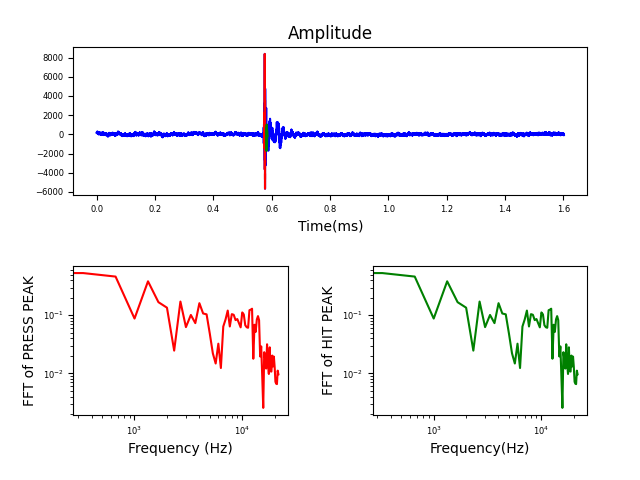 Amplitude
8000
6000
4000
2000
0
−2000
−4000
−6000
0.0 0.2 0.4 0.6 0.8 1.0 1.2 1.4 1.6
Time(ms)
FFT of PRESS PEAK
10⁻¹
10⁻²
10³ 10⁴
Frequency (Hz)
FFT of HIT PEAK
10⁻¹
10⁻²
10³ 10⁴
Frequency(Hz)